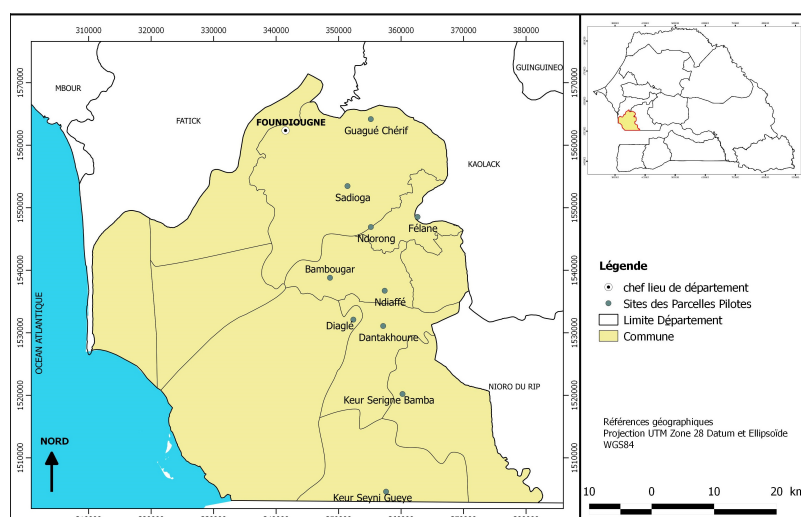 310000 320000 330000 340000 350000 360000 370000 380000
GUINGUINEO
1570000
MBOUR
FATICK
FOUNDIOUGNE
Guagué Chérif
1560000
KAOLACK
Sadioga
1550000
Félane
Ndorong
1540000
Bambougar
Ndiaffé
OCEAN ATLANTIQUE
Diaglé
1530000
Dantakhoune
NIORO DU RIP
1520000
Keur Serigne Bamba
NORD
1510000
Keur Seyni Gueye
Légende
chef lieu de département
Sites des Parcelles Pilotes
Limite Département
Commune
Références géographiques
Projection UTM Zone 28 Datum et Ellipsoïde
WGS84
10 0 10 20 km